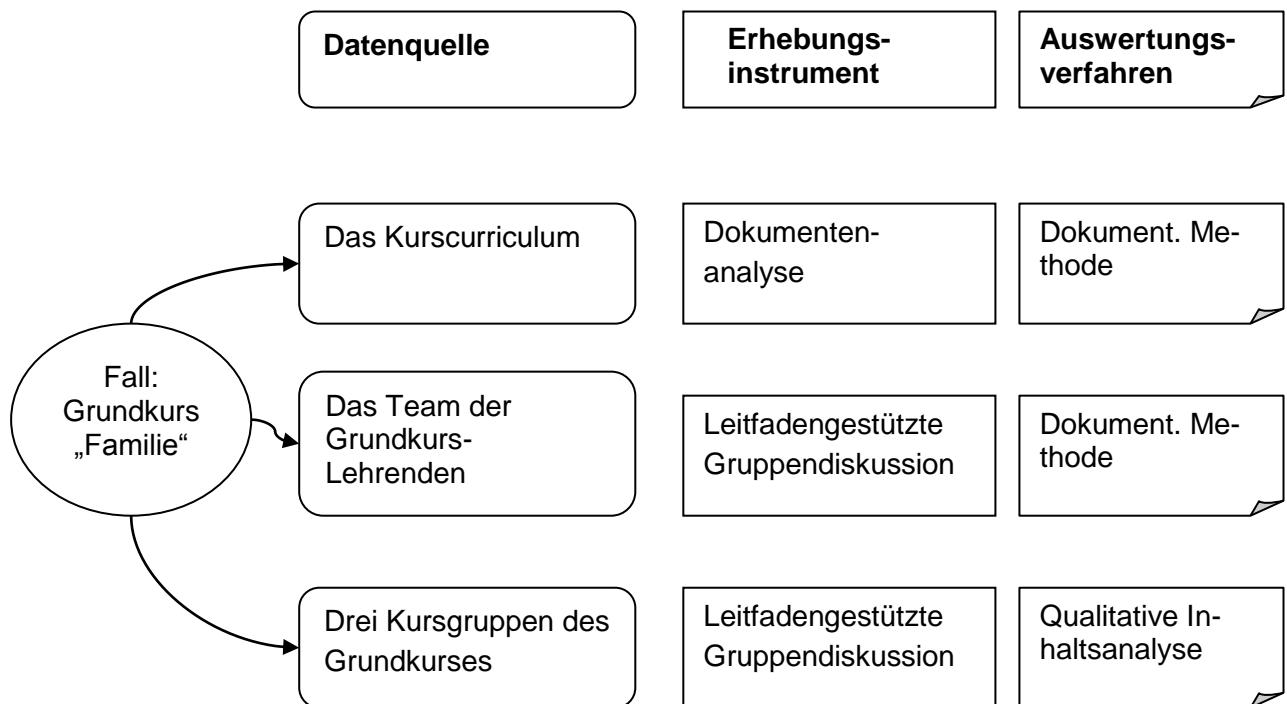 Datenquelle
Erhebungs-
instrument
Auswertungs-
verfahren
Das Kurscurriculum
Dokumenten-
analyse
Dokument. Me-
thode
Fall:
Grundkurs
„Familie“
Das Team der
Grundkurs-
Lehrenden
Leitfadengestützte
Gruppendiskussion
Dokument. Me-
thode
Drei Kursgruppen des
Grundkurses
Leitfadengestützte
Gruppendiskussion
Qualitative In-
haltsanalyse